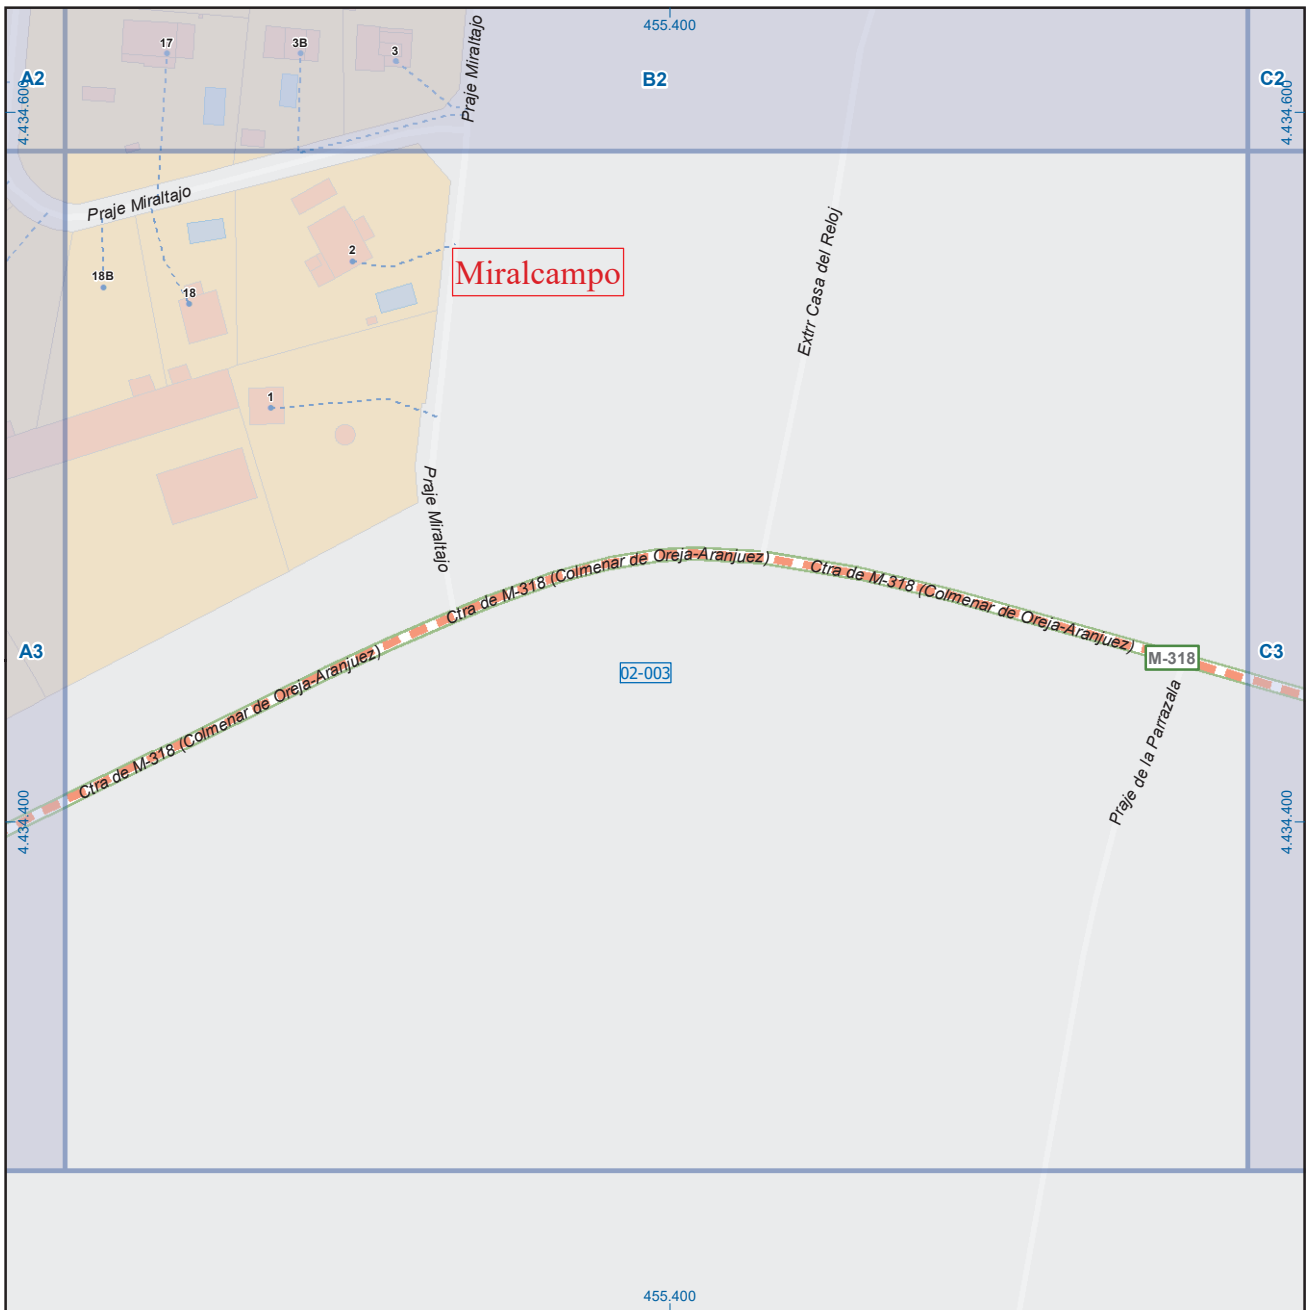 455.400
Praje Miraltajo
17
3B
3
A2
B2
C2
4.434.600
4.434.600
Praje Miraltajo
Extrr Casa del Reloj
2
Miralcampo
18B
18
1
Praje Miraltajo
Ctra de M-318 (Colmenar de Oreja-Aranjuez)
Ctra de M-318 (Colmenar de Oreja-Aranjuez)
Ctra de M-318 (Colmenar de Oreja-Aranjuez)
A3
02-003
M-318
C3
Praje de la Parrazala
4.434.400
4.434.400
455.400